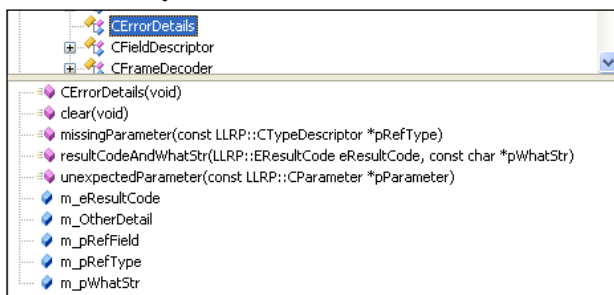 CErrorDetails
CFieldDescriptor
CFrameDecoder
CErrorDetails(void)
clear(void)
missingParameter(const LLRP::CTypeDescriptor *pRefType)
resultCodeAndWhatStr(LLRP::EResultCode eResultCode, const char *pWhatStr)
unexpectedParameter(const LLRP::CParameter *pParameter)
m_eResultCode
m_OtherDetail
m_pRefField
m_pRefType
m_pWhatStr